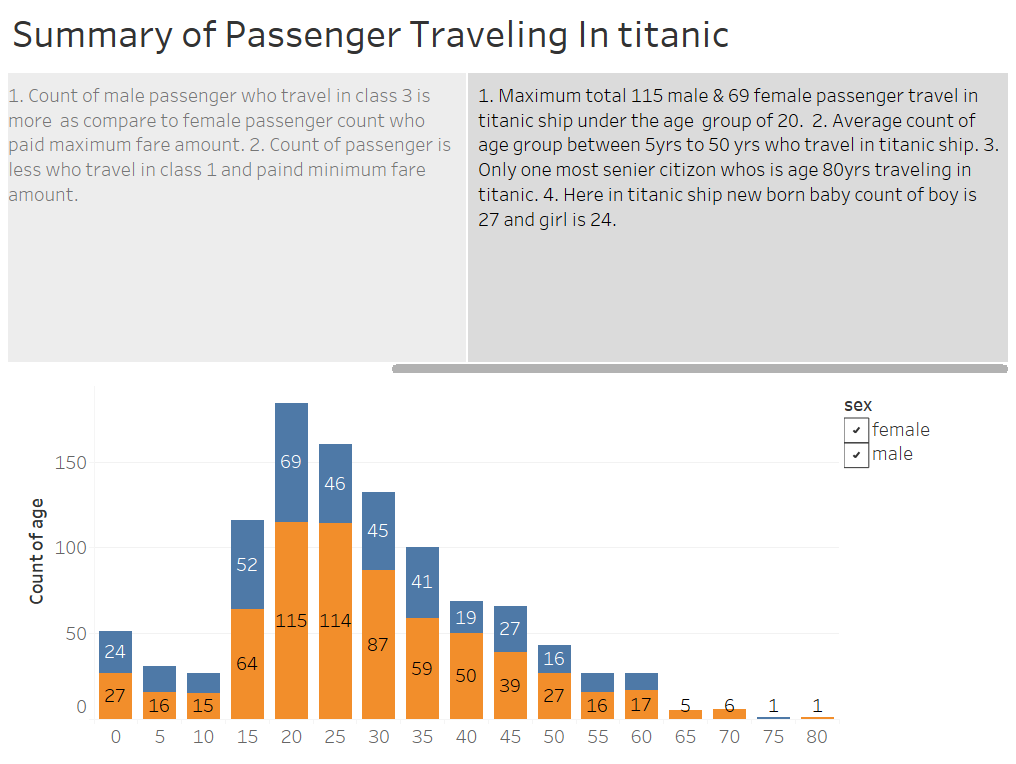 Summary of Passenger Traveling In titanic
1. Count of male passenger who travel in class 3 is
more  as compare to female passenger count who
paid maximum fare amount. 2. Count of passenger is
less who travel in class 1 and paind minimum fare
amount.
1. Maximum total 115 male & 69 female passenger travel in
titanic ship under the age  group of 20.  2. Average count of
age group between 5yrs to 50 yrs who travel in titanic ship. 3.
Only one most senier citizon whos is age 80yrs traveling in
titanic. 4. Here in titanic ship new born baby count of boy is
27 and girl is 24.
sex
female
male
Count of age
150
100
50
0
24
27
16
15
52
64
69
115
46
114
45
87
41
59
19
50
27
39
16
27
16
17
5
6
1
1
0 5 10 15 20 25 30 35 40 45 50 55 60 65 70 75 80